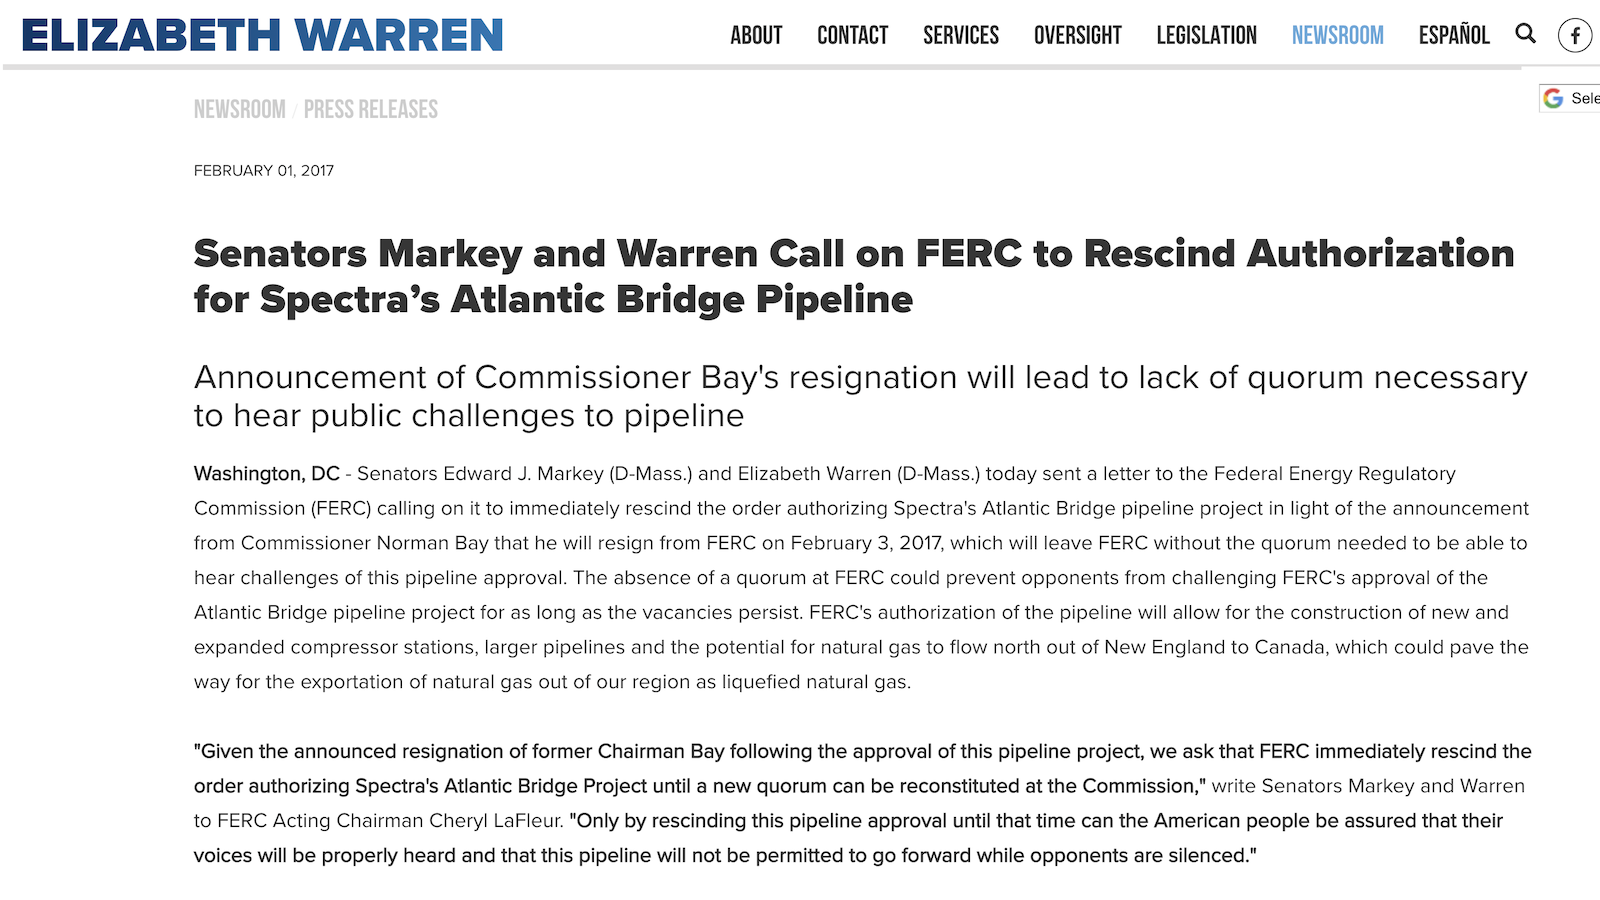 ELIZABETH WARREN
ABOUT CONTACT SERVICES OVERSIGHT LEGISLATION NEWSROOM ESPAÑOL
NEWSROOM / PRESS RELEASES
FEBRUARY 01, 2017
Senators Markey and Warren Call on FERC to Rescind Authorization
for Spectra’s Atlantic Bridge Pipeline
Announcement of Commissioner Bay's resignation will lead to lack of quorum necessary
to hear public challenges to pipeline
Washington, DC - Senators Edward J. Markey (D-Mass.) and Elizabeth Warren (D-Mass.) today sent a letter to the Federal Energy Regulatory
Commission (FERC) calling on it to immediately rescind the order authorizing Spectra's Atlantic Bridge pipeline project in light of the announcement
from Commissioner Norman Bay that he will resign from FERC on February 3, 2017, which will leave FERC without the quorum needed to be able to
hear challenges of this pipeline approval. The absence of a quorum at FERC could prevent opponents from challenging FERC's approval of the
Atlantic Bridge pipeline project for as long as the vacancies persist. FERC's authorization of the pipeline will allow for the construction of new and
expanded compressor stations, larger pipelines and the potential for natural gas to flow north out of New England to Canada, which could pave the
way for the exportation of natural gas out of our region as liquefied natural gas.
"Given the announced resignation of former Chairman Bay following the approval of this pipeline project, we ask that FERC immediately rescind the
order authorizing Spectra's Atlantic Bridge Project until a new quorum can be reconstituted at the Commission," write Senators Markey and Warren
to FERC Acting Chairman Cheryl LaFleur. "Only by rescinding this pipeline approval until that time can the American people be assured that their
voices will be properly heard and that this pipeline will not be permitted to go forward while opponents are silenced."